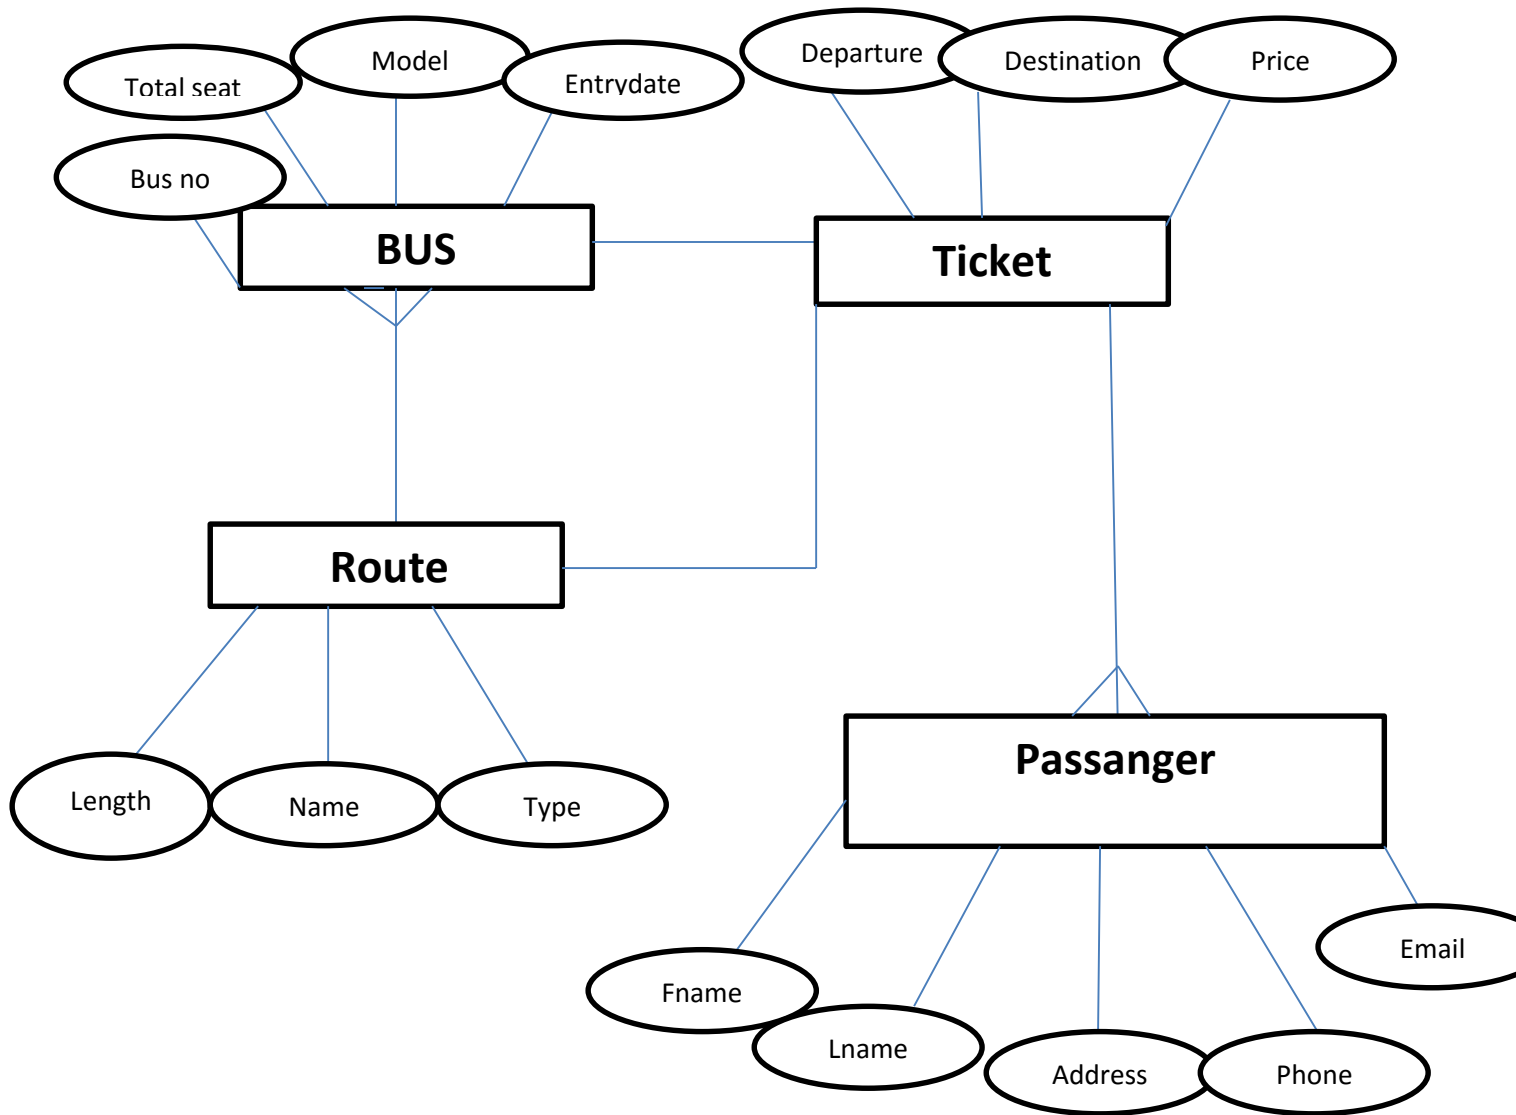 Departure
Destination
Price
Model
Total seat
Entrydate
Bus no
BUS
Ticket
Route
Passanger
Length
Name
Type
Email
Fname
Lname
Address
Phone